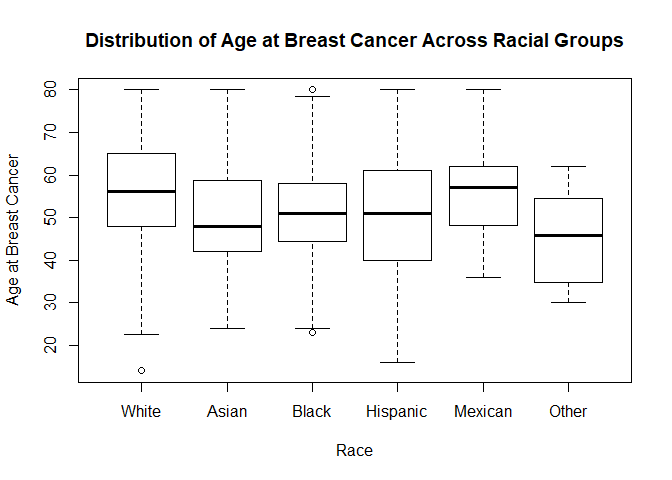 Distribution of Age at Breast Cancer Across Racial Groups
Age at Breast Cancer
80
70
60
50
40
30
20
White Asian Black Hispanic Mexican Other
Race